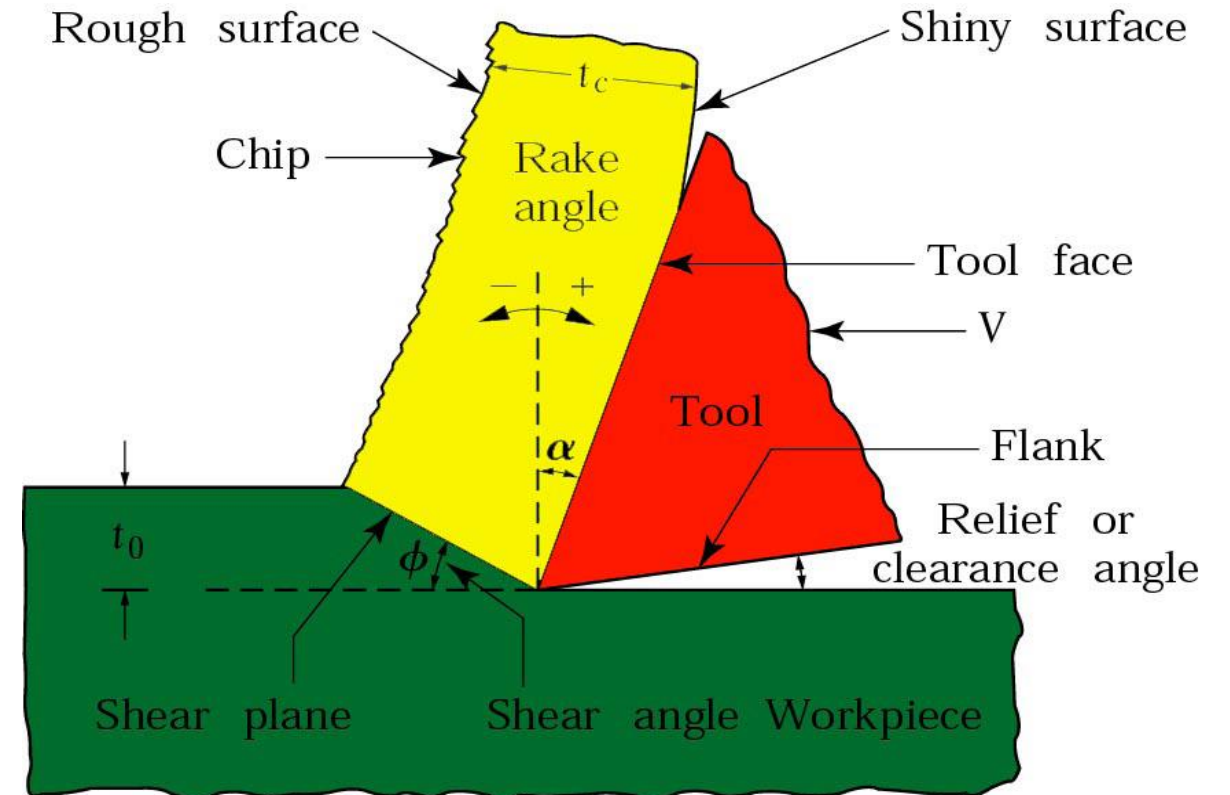 Rough surface
Shiny surface
t_c
Chip
Rake
angle
− +
Tool face
V
Tool
α
Flank
Relief or
clearance angle
t_0
ϕ
Shear plane
Shear angle
Workpiece